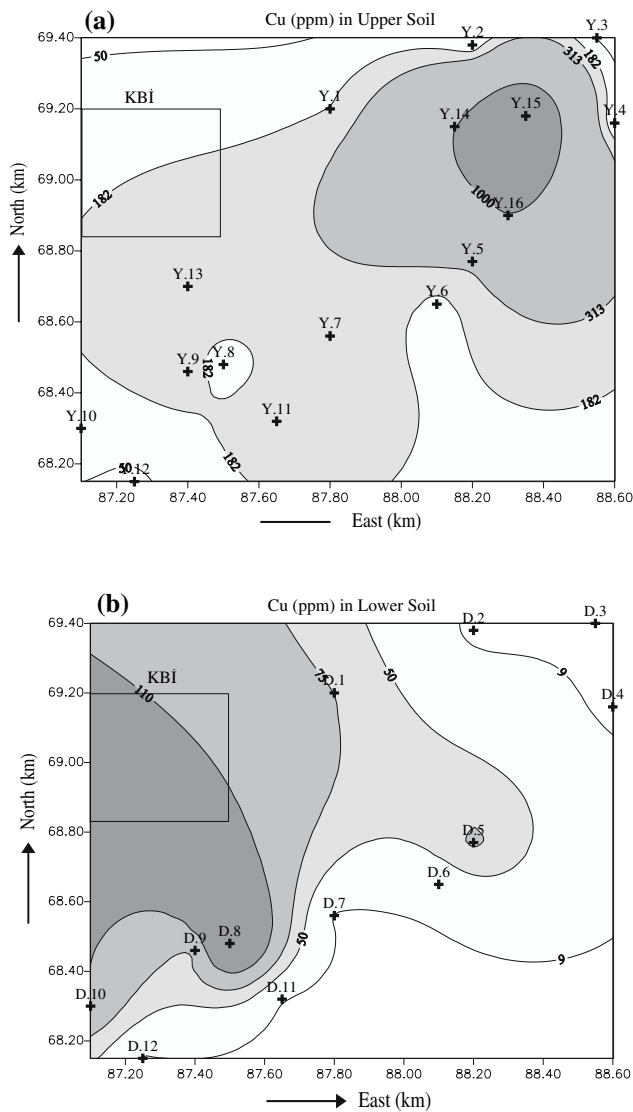 (a)
Cu (ppm) in Upper Soil
69.40
69.20
69.00
68.80
68.60
68.40
68.20
North (km)
50
KBİ
Y.2
Y.3
182
313
Y.1
Y.14
Y.15
Y.4
182
1000
Y.16
Y.5
Y.13
Y.6
313
Y.7
Y.8
Y.9
182
182
Y.11
Y.10
182
50
Y.12
87.20
87.40
87.60
87.80
88.00
88.20
88.40
88.60
East (km)
(b)
Cu (ppm) in Lower Soil
69.40
69.20
69.00
68.80
68.60
68.40
68.20
North (km)
D.2
D.3
KBİ
110
75
D.1
50
9
D.4
D.5
D.6
D.7
D.8
D.9
50
9
D.10
D.11
D.12
87.20
87.40
87.60
87.80
88.00
88.20
88.40
88.60
East (km)